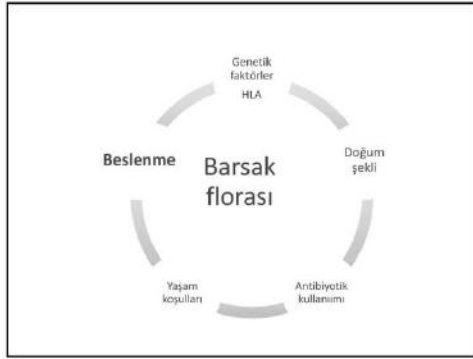 Genetik
faktörler
HLA
Beslenme
Barsak
florası
Doğum
şekli
Yaşam
koşulları
Antibiyotik
kullanımı